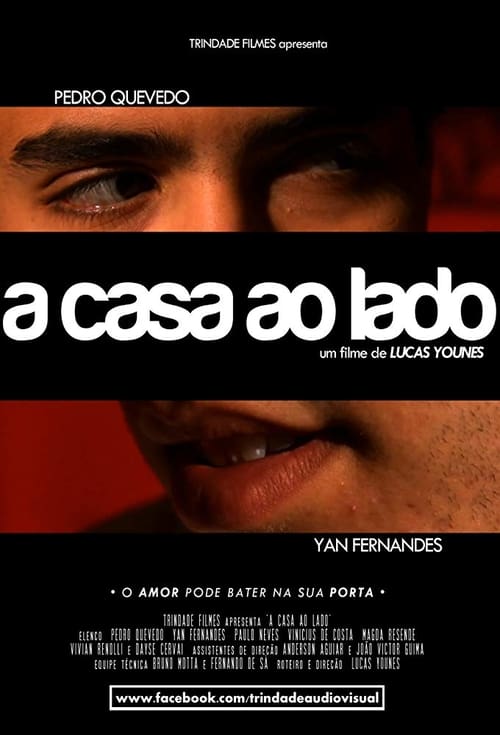 TRINDADE FILMES apresenta
PEDRO QUEVEDO
a casa ao lado
um filme de LUCAS YOUNES
YAN FERNANDES
• O AMOR PODE BATER NA SUA PORTA •
TRINDADE FILMES APRESENTA "A CASA AO LADO"
ELENCO PEDRO QUEVEDO YAN FERNANDES PAULO NEVES VINICIUS DE COSTA MAGDA RESENDE
VIVIAN RENOLLI & DAYSE CERVAI ASSISTENTES DE DIREÇÃO ANDERSON AGUIAR & JOÃO VICTOR GUIMA
EQUIPE TÉCNICA BRUNO MOTTA & FERNANDO DE SÁ ROTEIRO E DIREÇÃO LUCAS YOUNES
www.facebook.com/trindadeaudiovisual